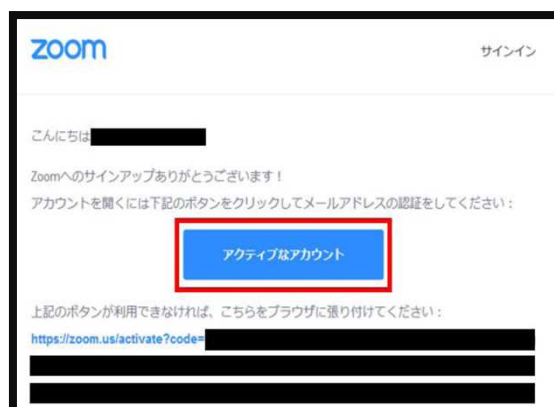 zoom
サインイン
こんにちは
Zoomへのサインアップありがとうございます！
アカウントを開くには下記のボタンをクリックしてメールアドレスの認証をしてください：
アクティブなアカウント
上記のボタンが利用できなければ、こちらをブラウザに張り付けてください：
https://zoom.us/activate?code=